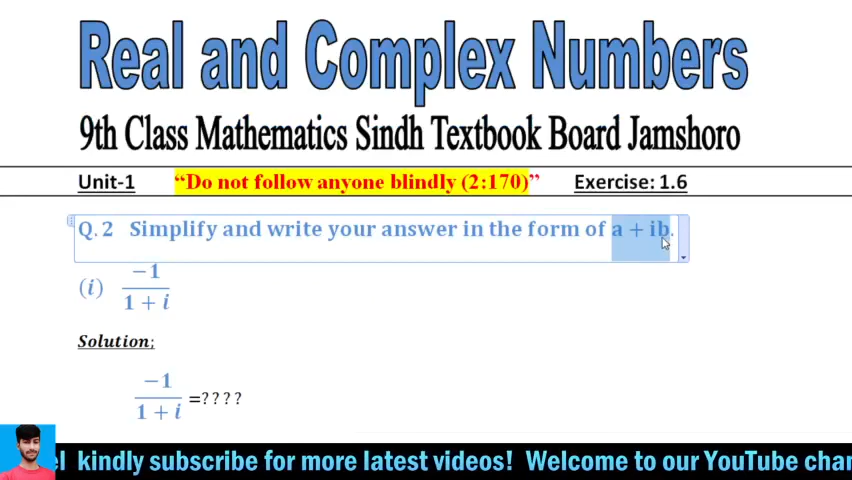 Real and Complex Numbers
9th Class Mathematics Sindh Textbook Board Jamshoro
Unit-1 “Do not follow anyone blindly (2:170)” Exercise: 1.6
Q. 2 Simplify and write your answer in the form of a + ib.
(i) −1
1 + i
Solution;
−1
1 + i =????
kindly subscribe for more latest videos! Welcome to our YouTube